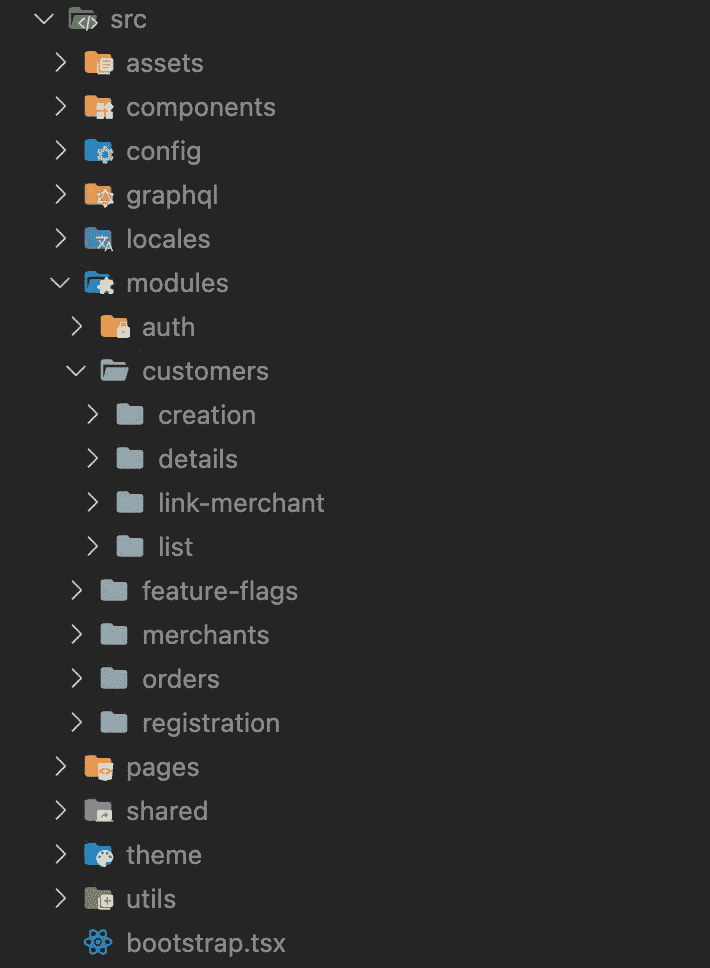 src
assets
components
config
graphql
locales
modules
auth
customers
creation
details
link-merchant
list
feature-flags
merchants
orders
registration
pages
shared
theme
utils
bootstrap.tsx